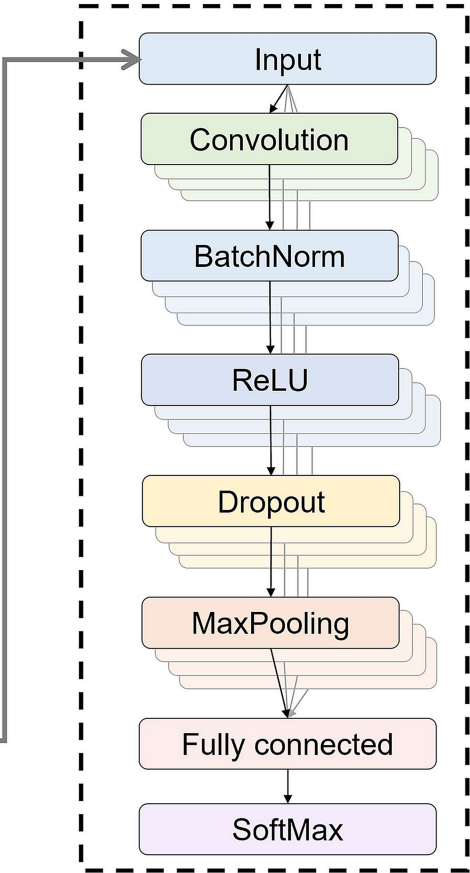 Input
Convolution
BatchNorm
ReLU
Dropout
MaxPooling
Fully connected
SoftMax